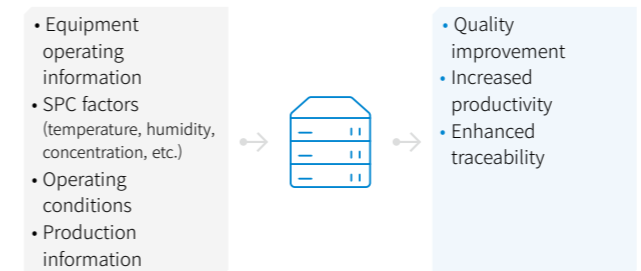 • Equipment
operating
information
• SPC factors
(temperature, humidity,
concentration, etc.)
• Operating
conditions
• Production
information
• Quality
improvement
• Increased
productivity
• Enhanced
traceability